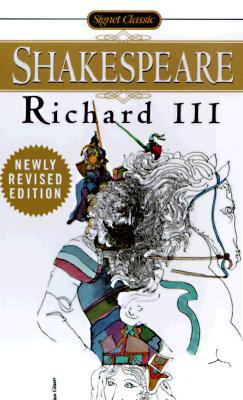 Signet Classic
SHAKESPEARE
Richard III
NEWLY
REVISED
EDITION